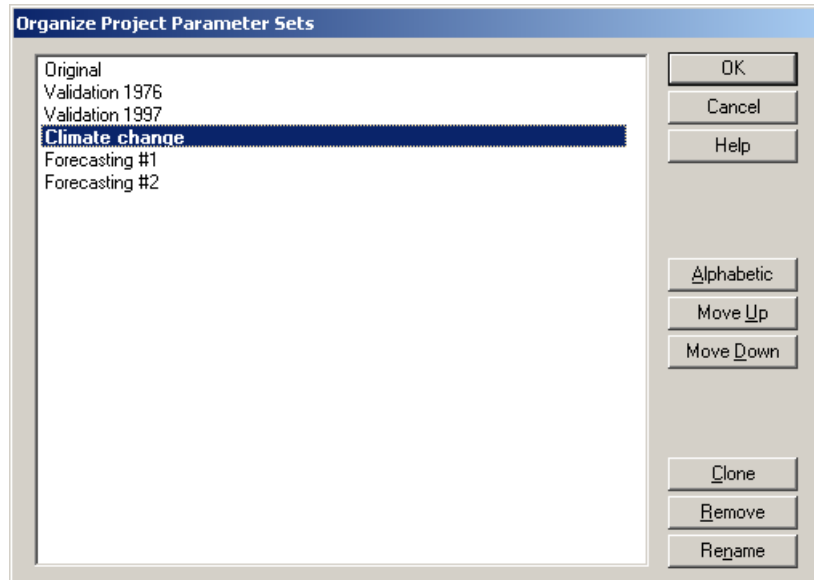 Organize Project Parameter Sets
Original
Validation 1976
Validation 1997
Climate change
Forecasting #1
Forecasting #2
OK
Cancel
Help
Alphabetic
Move Up
Move Down
Clone
Remove
Rename